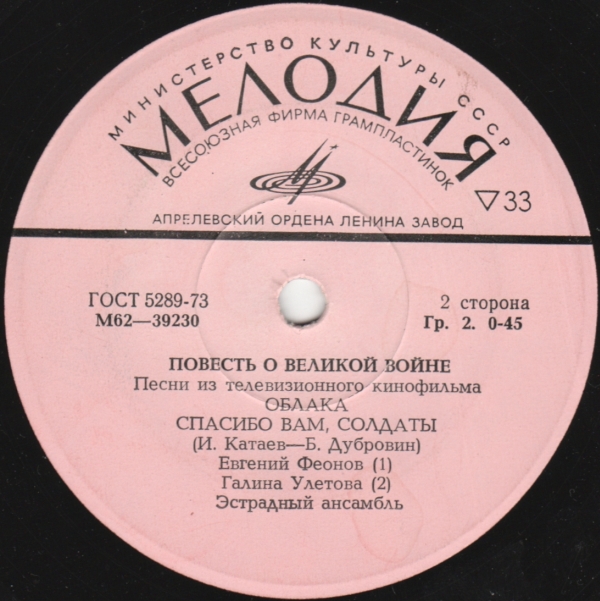 МИНИСТЕРСТВО КУЛЬТУРЫ СССР
МЕЛОДИЯ
ВСЕСОЮЗНАЯ ФИРМА ГРАМПЛАСТИНОК
▽33
АПРЕЛЕВСКИЙ ОРДЕНА ЛЕНИНА ЗАВОД
ГОСТ 5289-73
М62—39230
2 сторона
Гр. 2. 0-45
ПОВЕСТЬ О ВЕЛИКОЙ ВОЙНЕ
Песни из телевизионного кинофильма
ОБЛАКА
СПАСИБО ВАМ, СОЛДАТЫ
(И. Катаев—Б. Дубровин)
Евгений Феонов (1)
Галина Улетова (2)
Эстрадный ансамбль